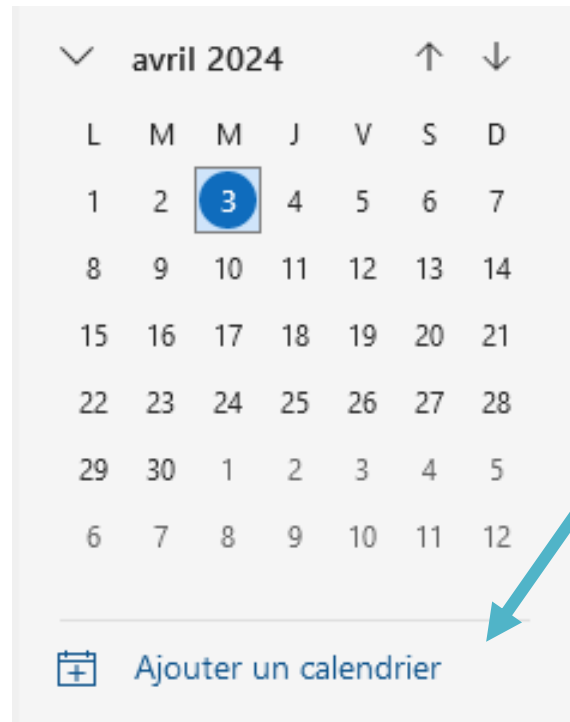 avril 2024
L M M J V S D
1 2 3 4 5 6 7
8 9 10 11 12 13 14
15 16 17 18 19 20 21
22 23 24 25 26 27 28
29 30 1 2 3 4 5
6 7 8 9 10 11 12
Ajouter un calendrier